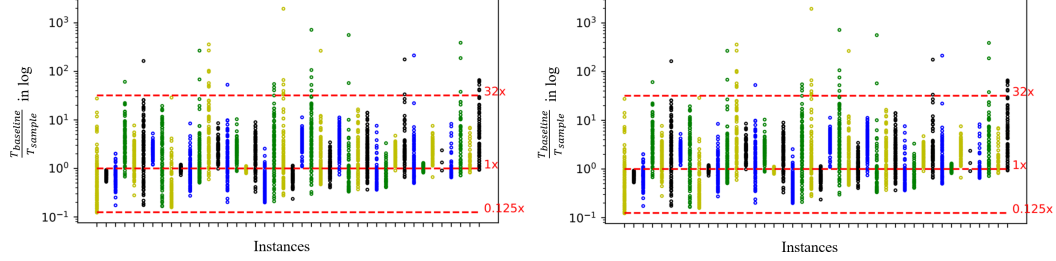 10³
10²
10¹
10⁰
10⁻¹
T_baseline / T_sample in log
32x
1x
0.125x
Instances
10³
10²
10¹
10⁰
10⁻¹
T_baseline / T_sample in log
32x
1x
0.125x
Instances